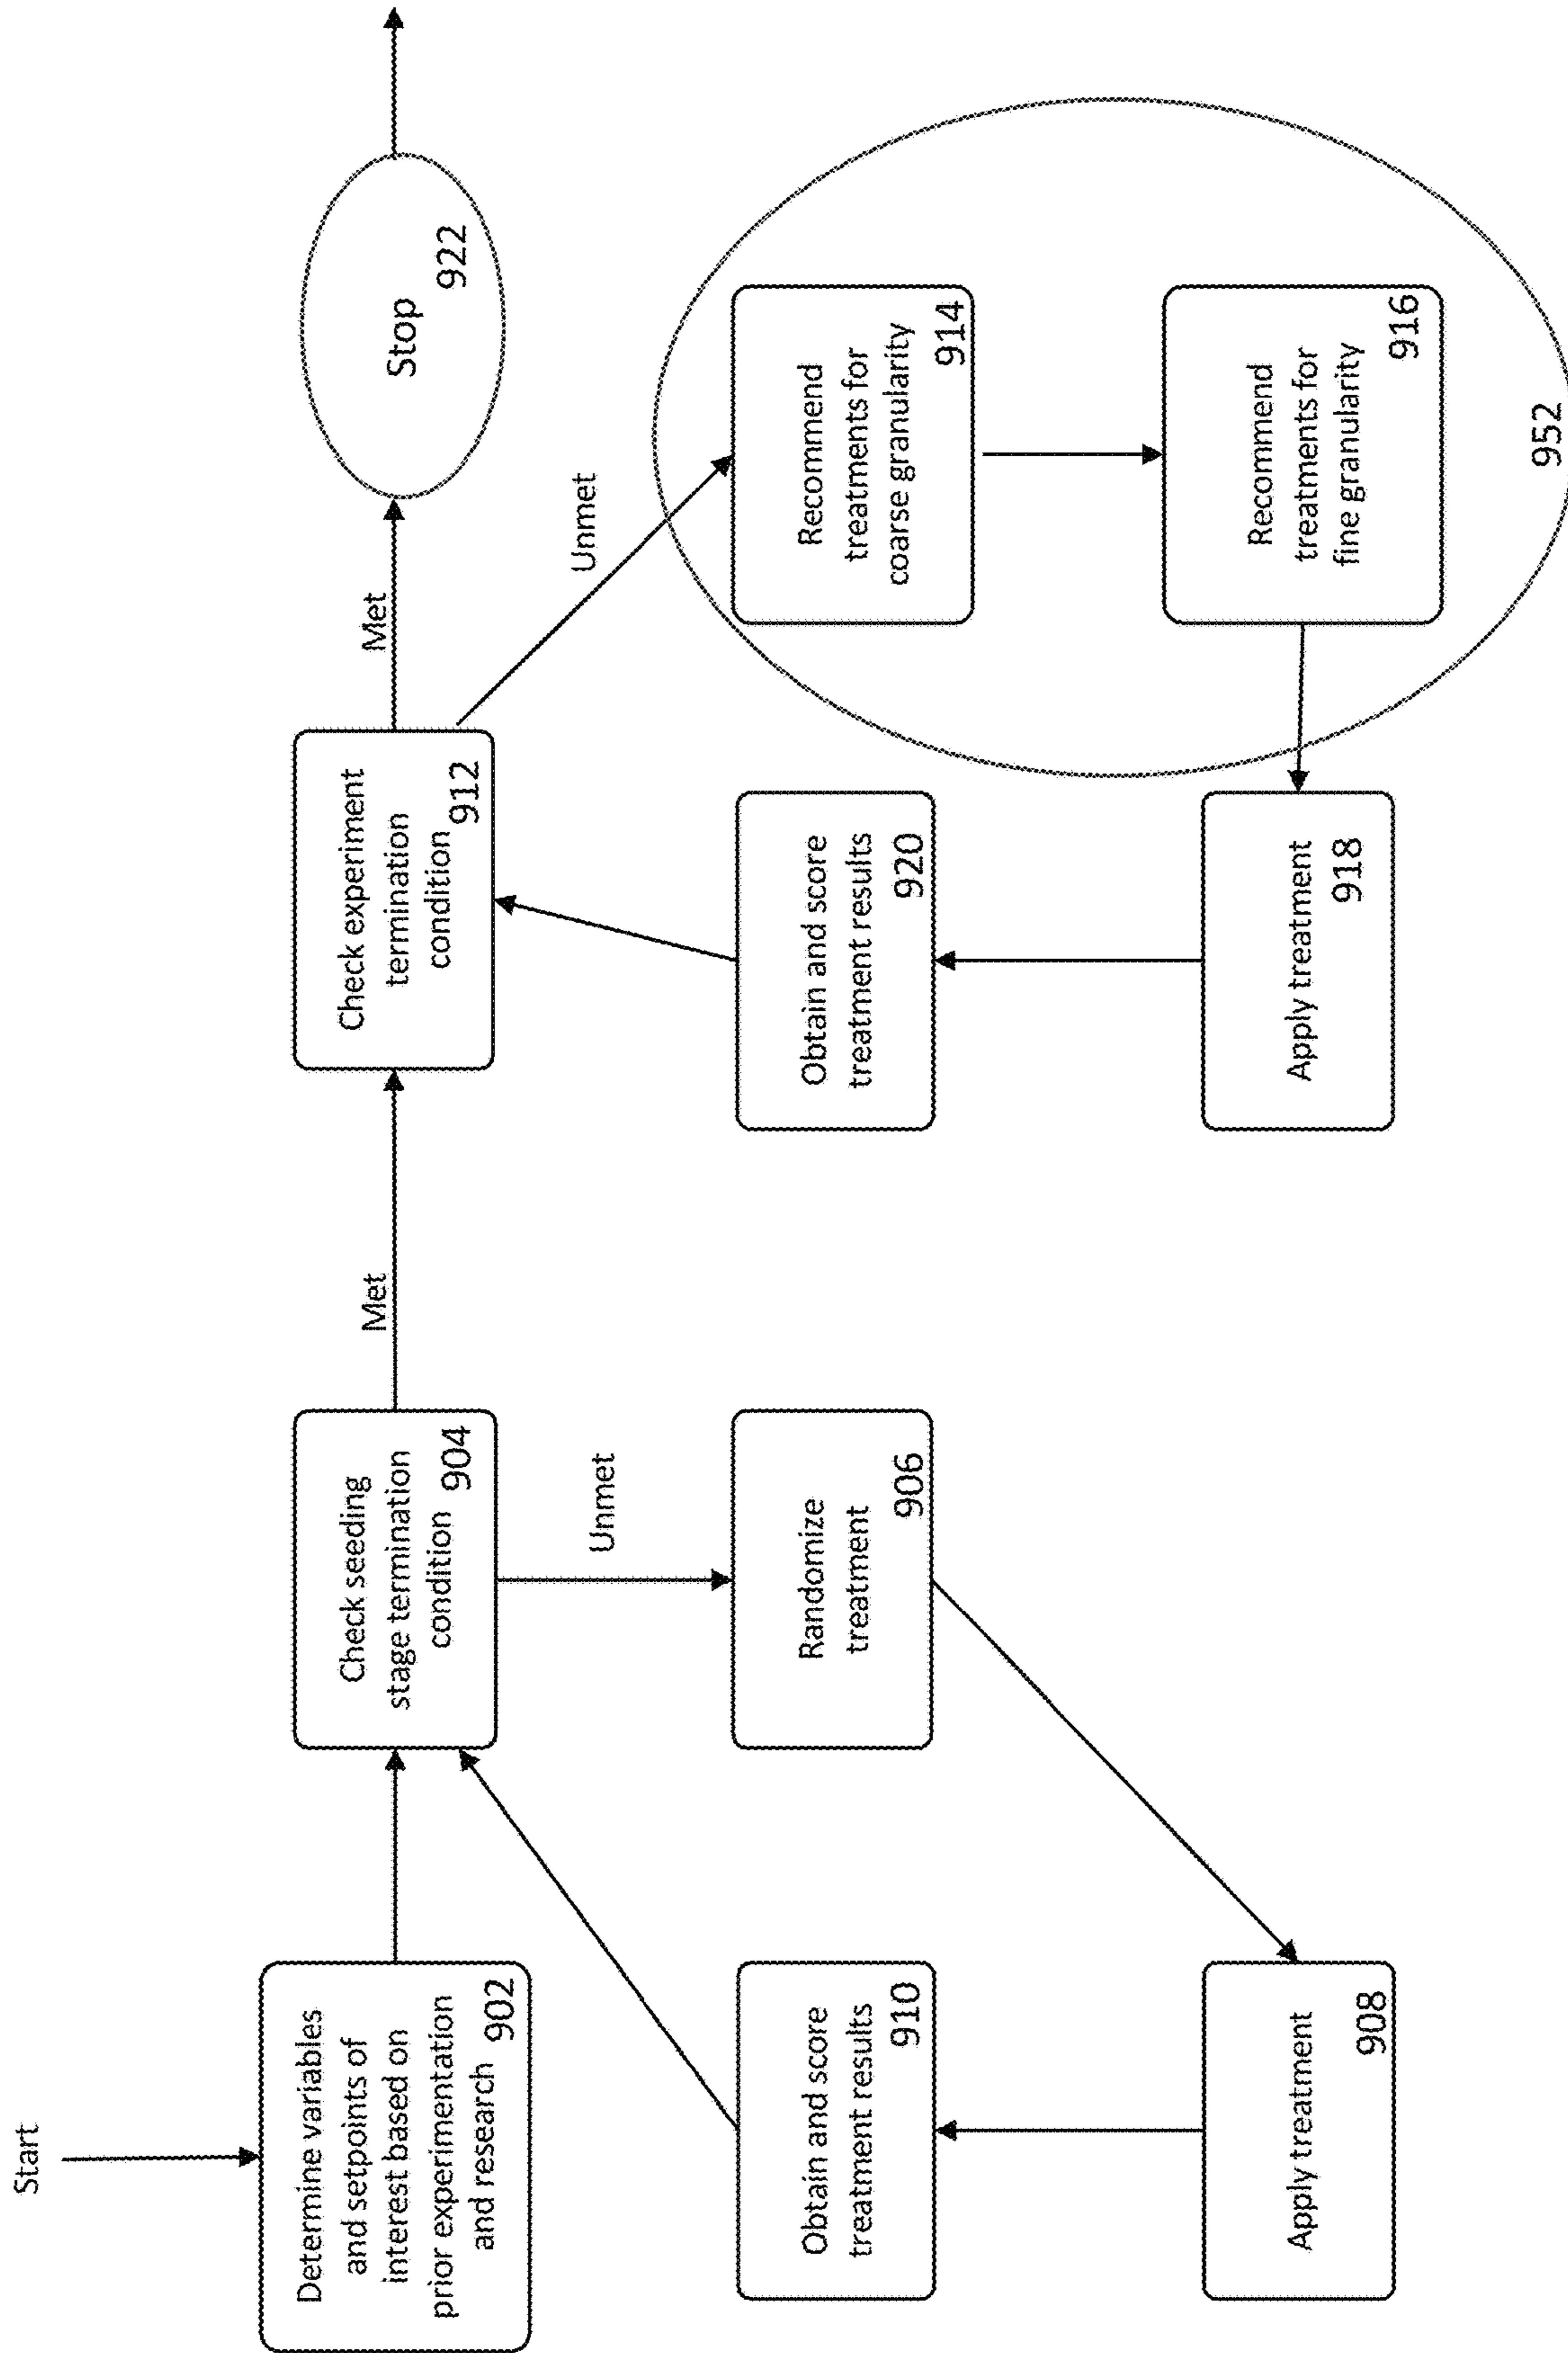 Start
Determine variables
and setpoints of
interest based on
prior experimentation
and research 902
Check seeding
stage termination
condition 904
Met
Unmet
Randomize
treatment
906
Apply treatment
908
Obtain and score
treatment results
910
Check experiment
termination
condition 912
Met
Stop
922
Unmet
Recommend
treatments for
coarse granularity
914
Recommend
treatments for
fine granularity
916
952
Apply treatment
918
Obtain and score
treatment results
920